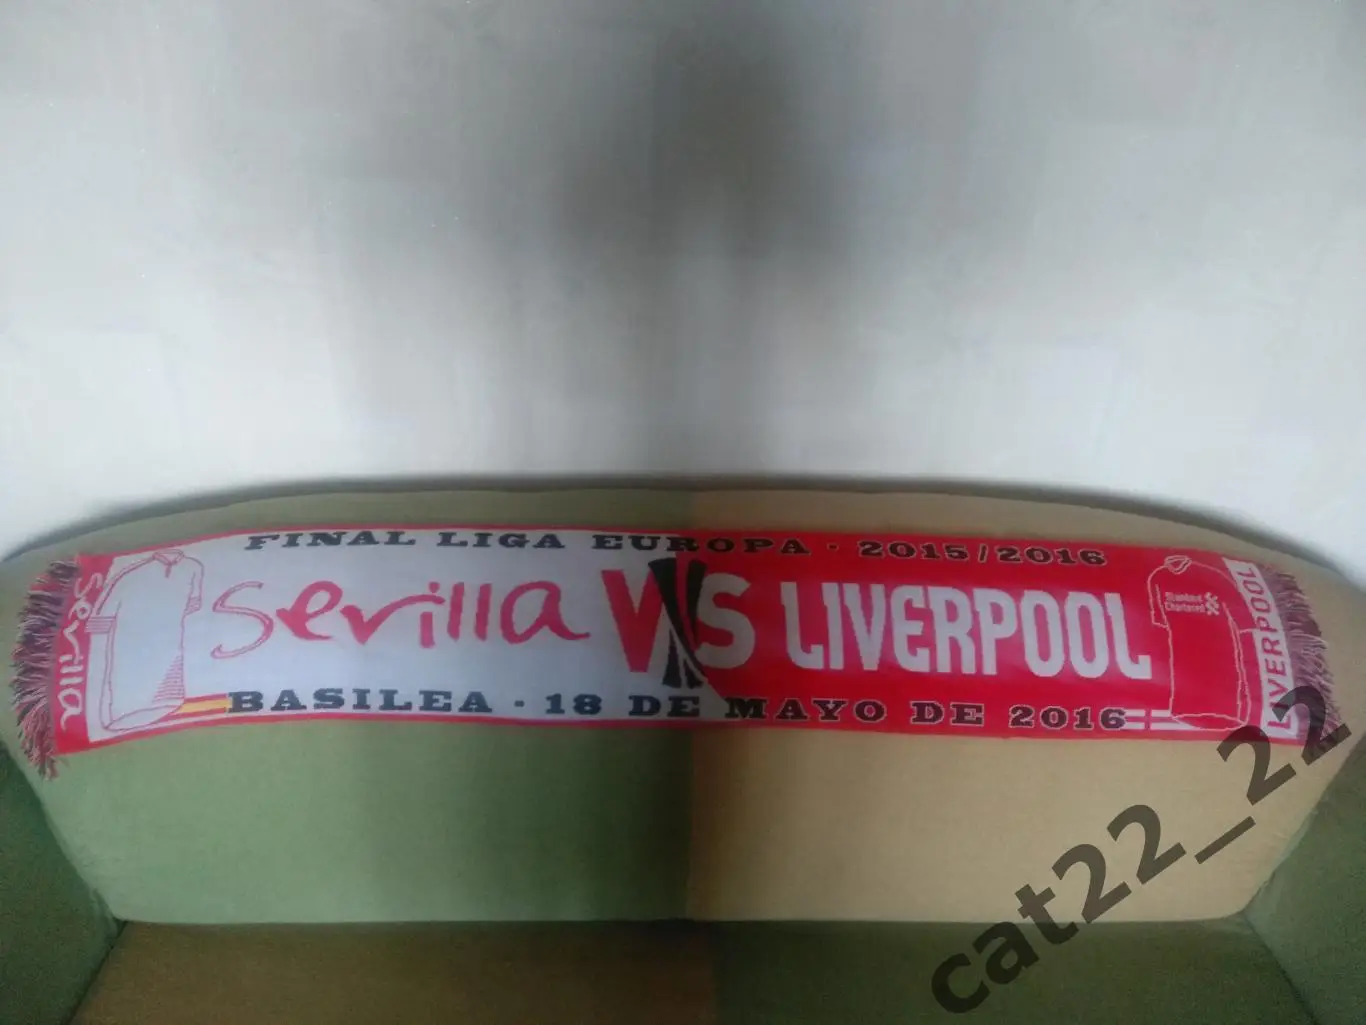 FINAL LIGA EUROPA · 2015/2016
Sevilla
Sevilla VS LIVERPOOL
Standard
Chartered
LIVERPOOL
BASILEA · 18 DE MAYO DE 2016
cat22_22